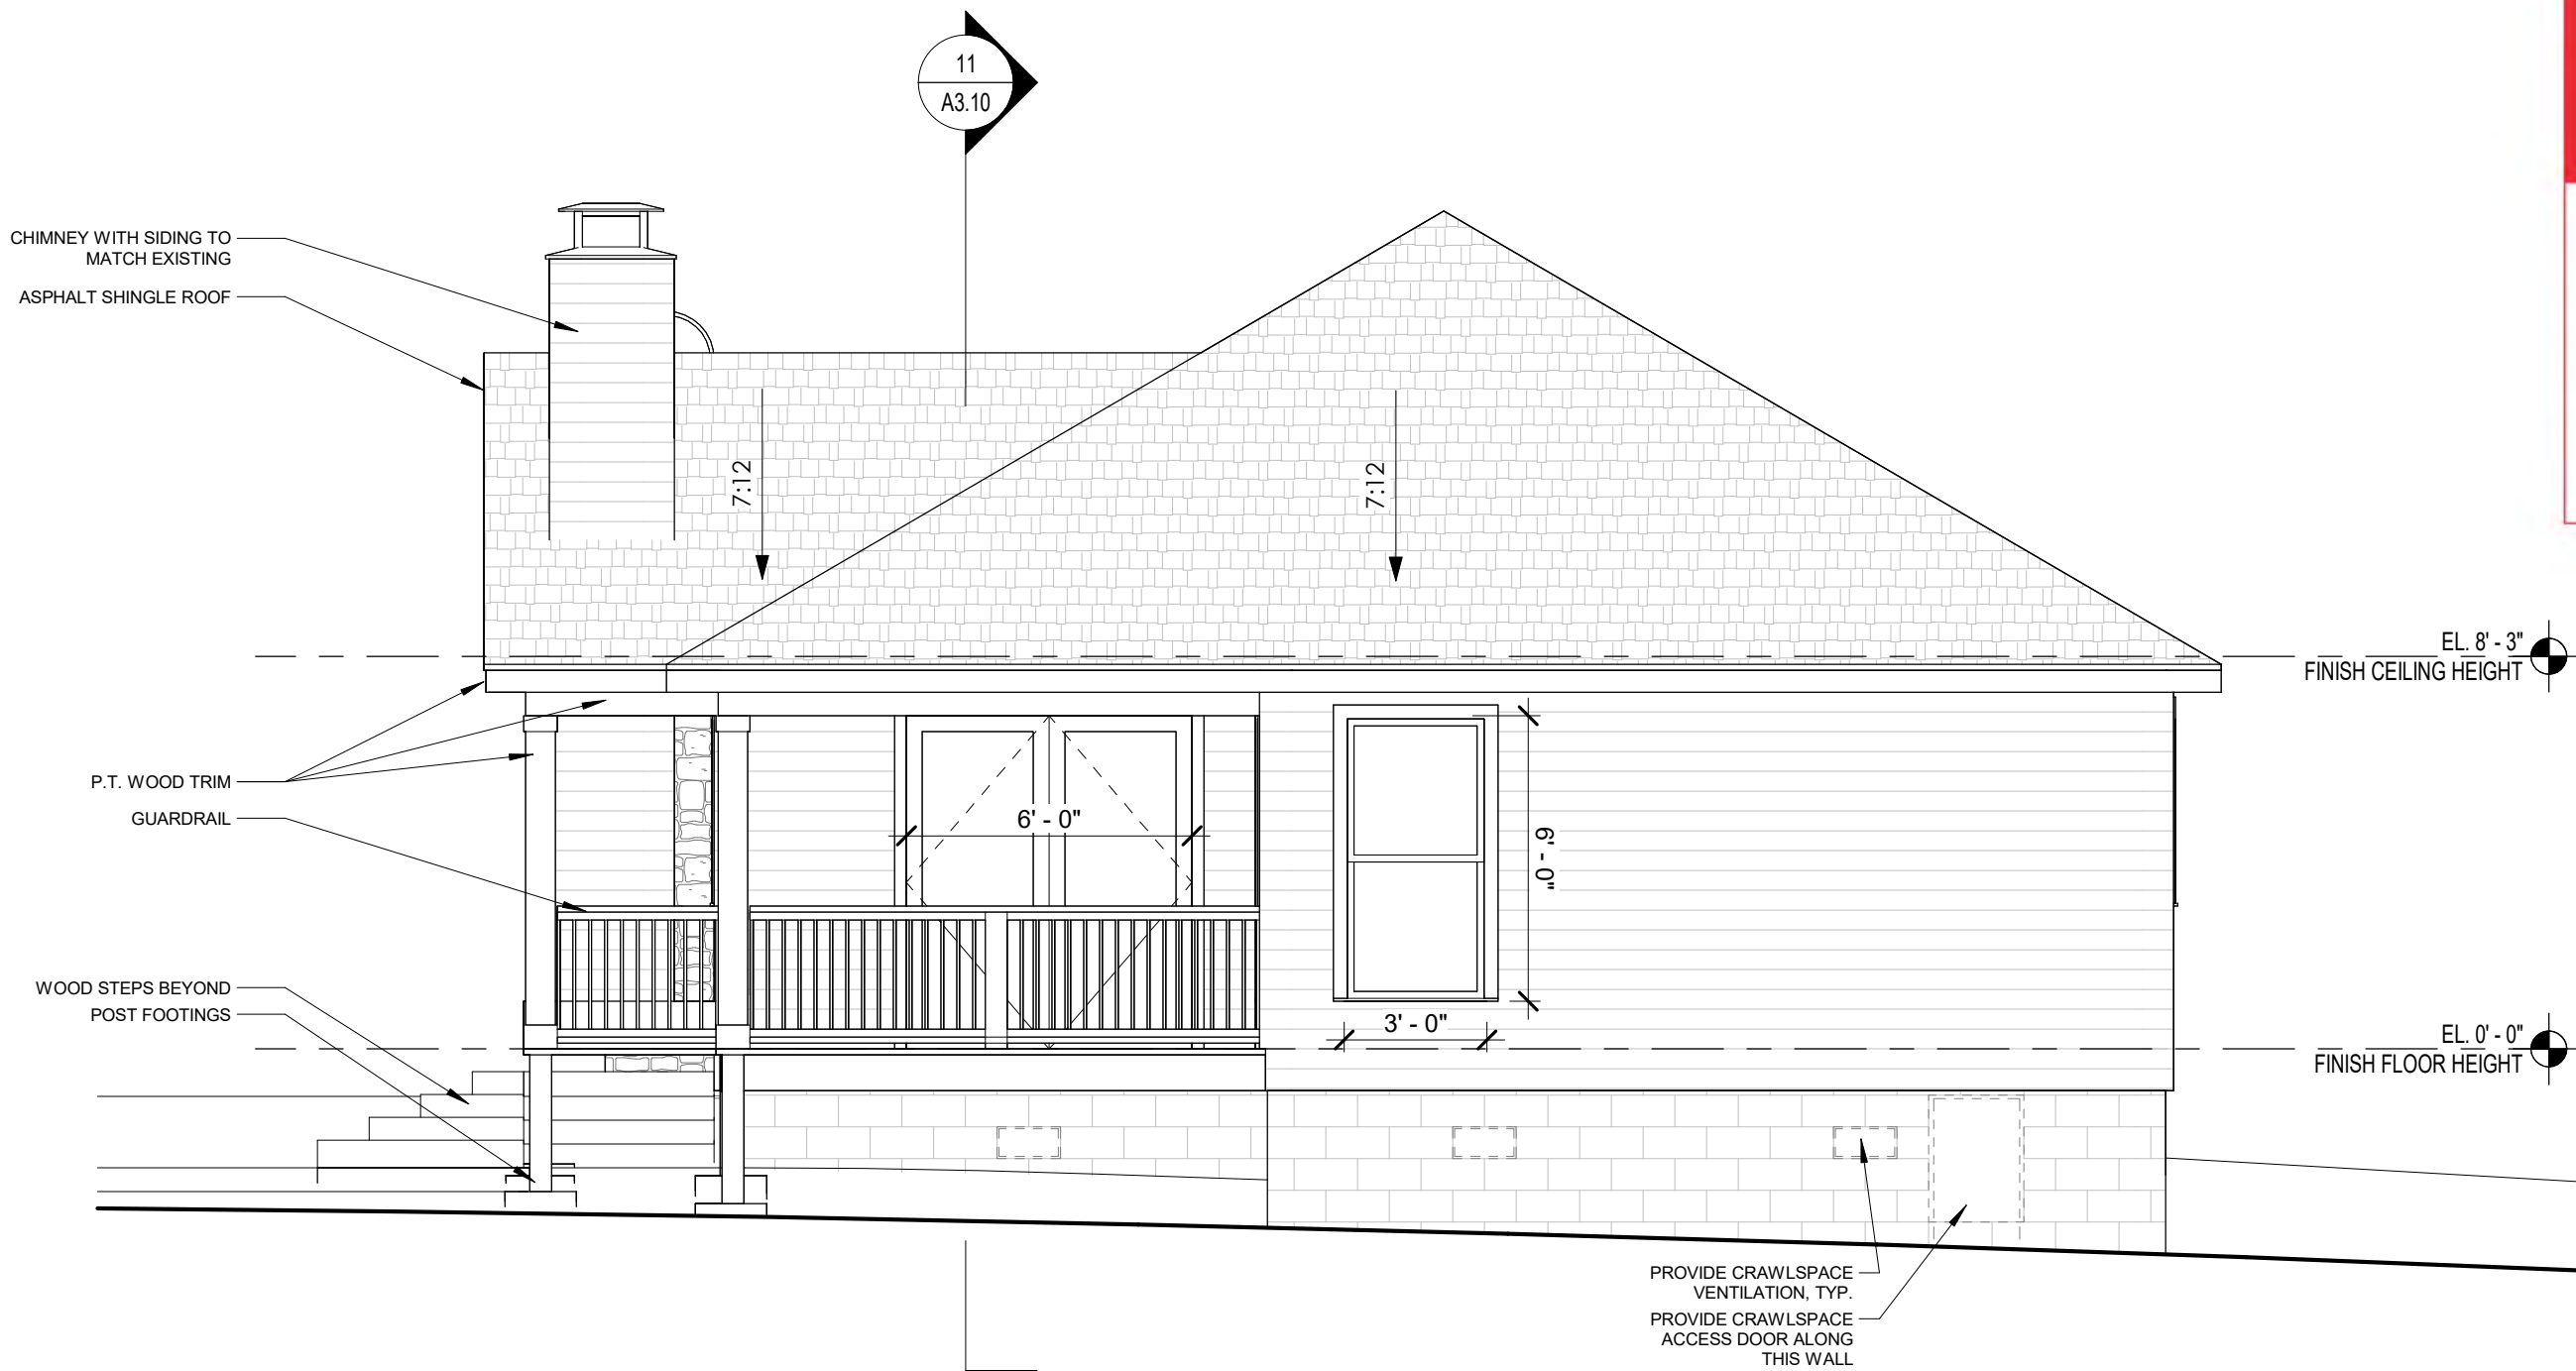 11
A3.10
CHIMNEY WITH SIDING TO
MATCH EXISTING
ASPHALT SHINGLE ROOF
7:12
7:12
EL. 8' - 3"
FINISH CEILING HEIGHT
P.T. WOOD TRIM
GUARDRAIL
6' - 0"
6' - 0"
WOOD STEPS BEYOND
POST FOOTINGS
3' - 0"
EL. 0' - 0"
FINISH FLOOR HEIGHT
PROVIDE CRAWLSPACE
VENTILATION, TYP.
PROVIDE CRAWLSPACE
ACCESS DOOR ALONG
THIS WALL